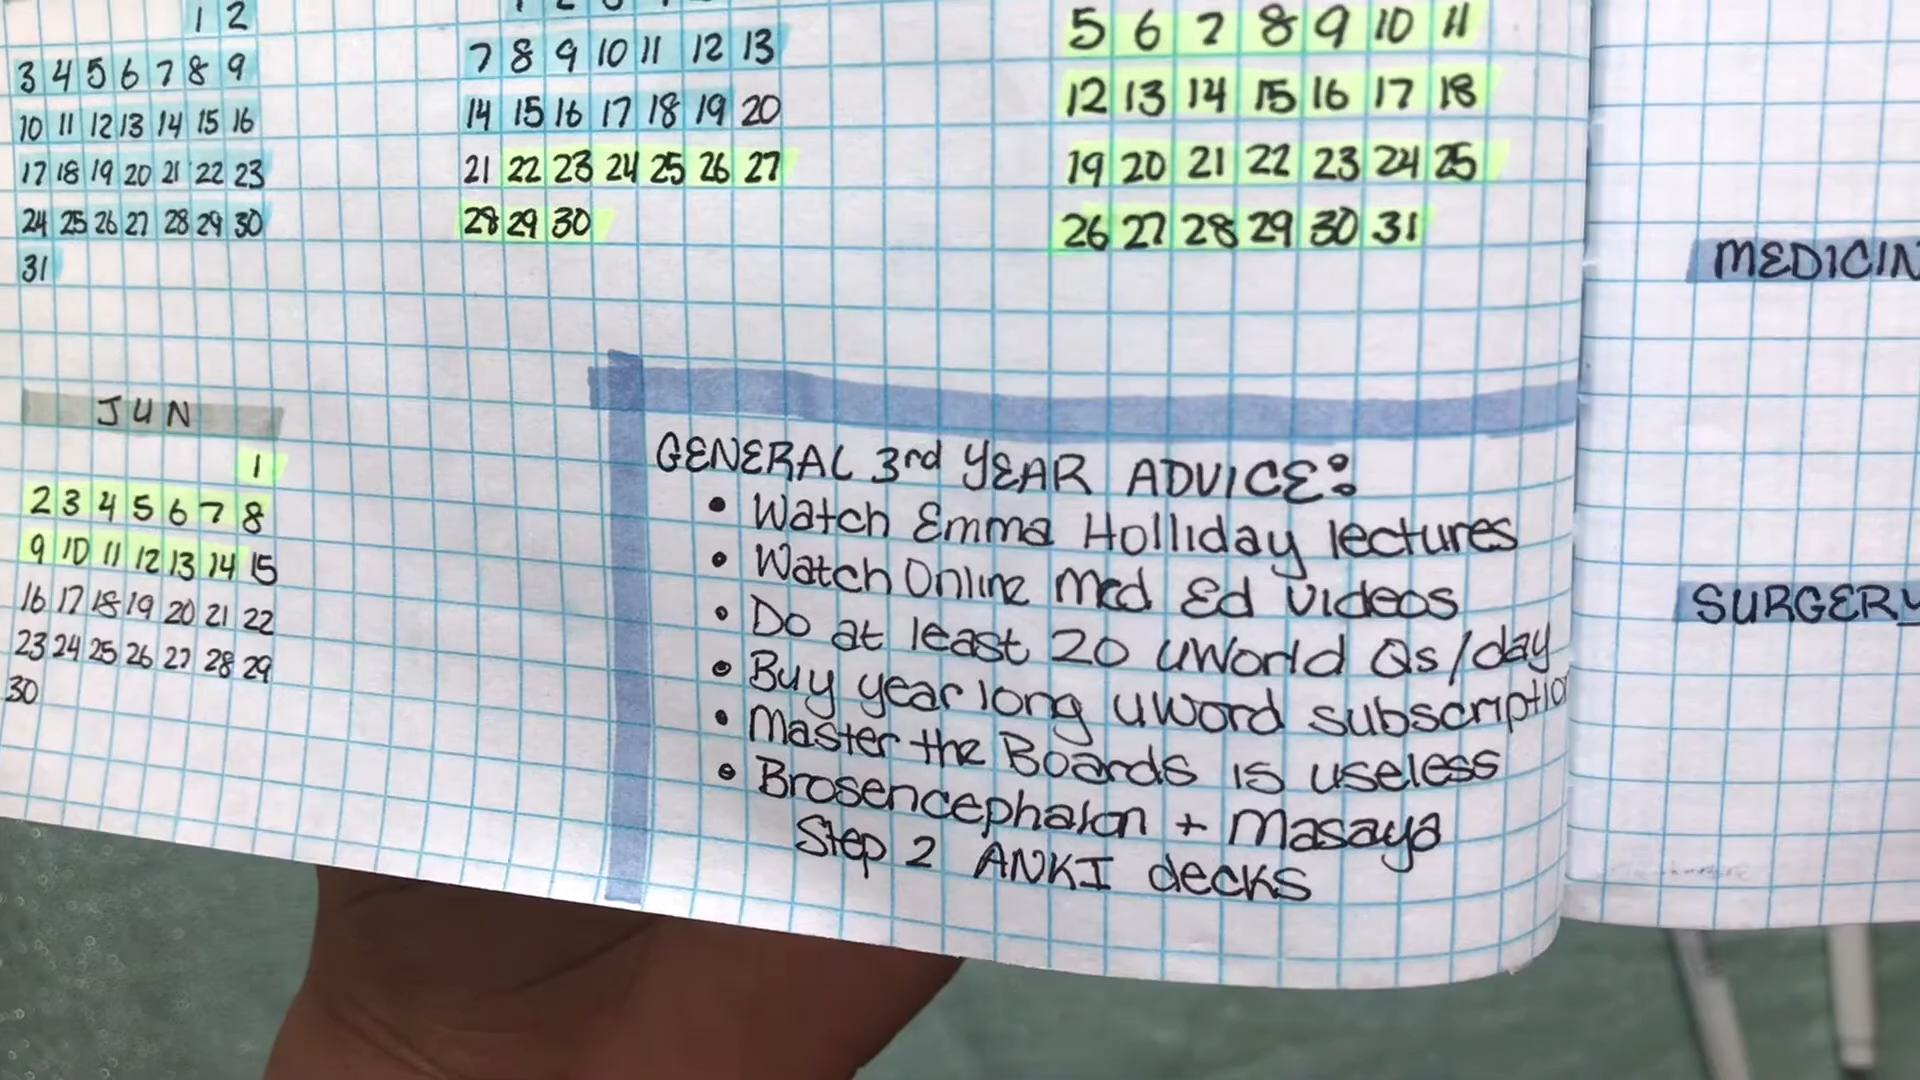 1 2
3 4 5 6 7 8 9
10 11 12 13 14 15 16
17 18 19 20 21 22 23
24 25 26 27 28 29 30
31
7 8 9 10 11 12 13
14 15 16 17 18 19 20
21 22 23 24 25 26 27
28 29 30
5 6 7 8 9 10 11
12 13 14 15 16 17 18
19 20 21 22 23 24 25
26 27 28 29 30 31
JUN
1
2 3 4 5 6 7 8
9 10 11 12 13 14 15
16 17 18 19 20 21 22
23 24 25 26 27 28 29
30
GENERAL 3rd YEAR ADVICE:
• Watch Emma Holliday lectures
• Watch Online Med Ed videos
• Do at least 20 UWorld Qs/day
• Buy year long UWord subscription
• Master the Boards is useless
• Brosencephalon + Masaya
Step 2 ANKI decks
MEDICIN
SURGERY